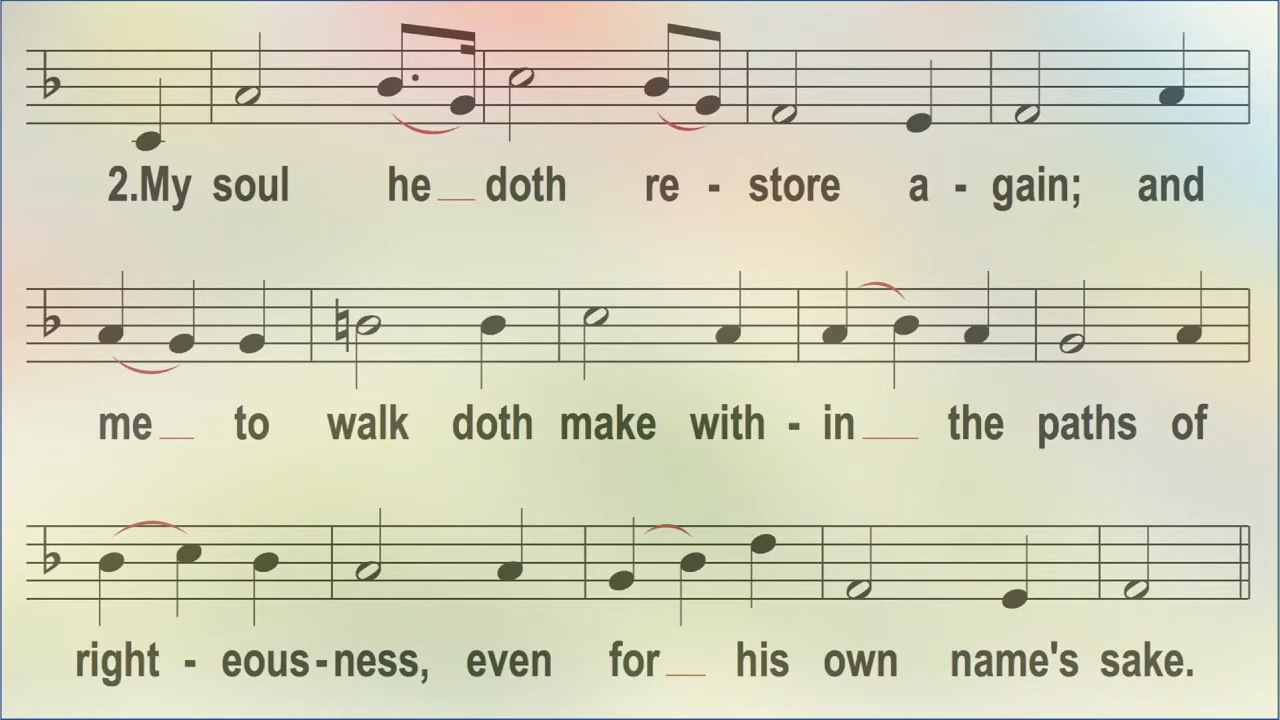 2.My soul he doth re - store a - gain; and
me to walk doth make with - in the paths of
right - eous - ness, even for his own name's sake.